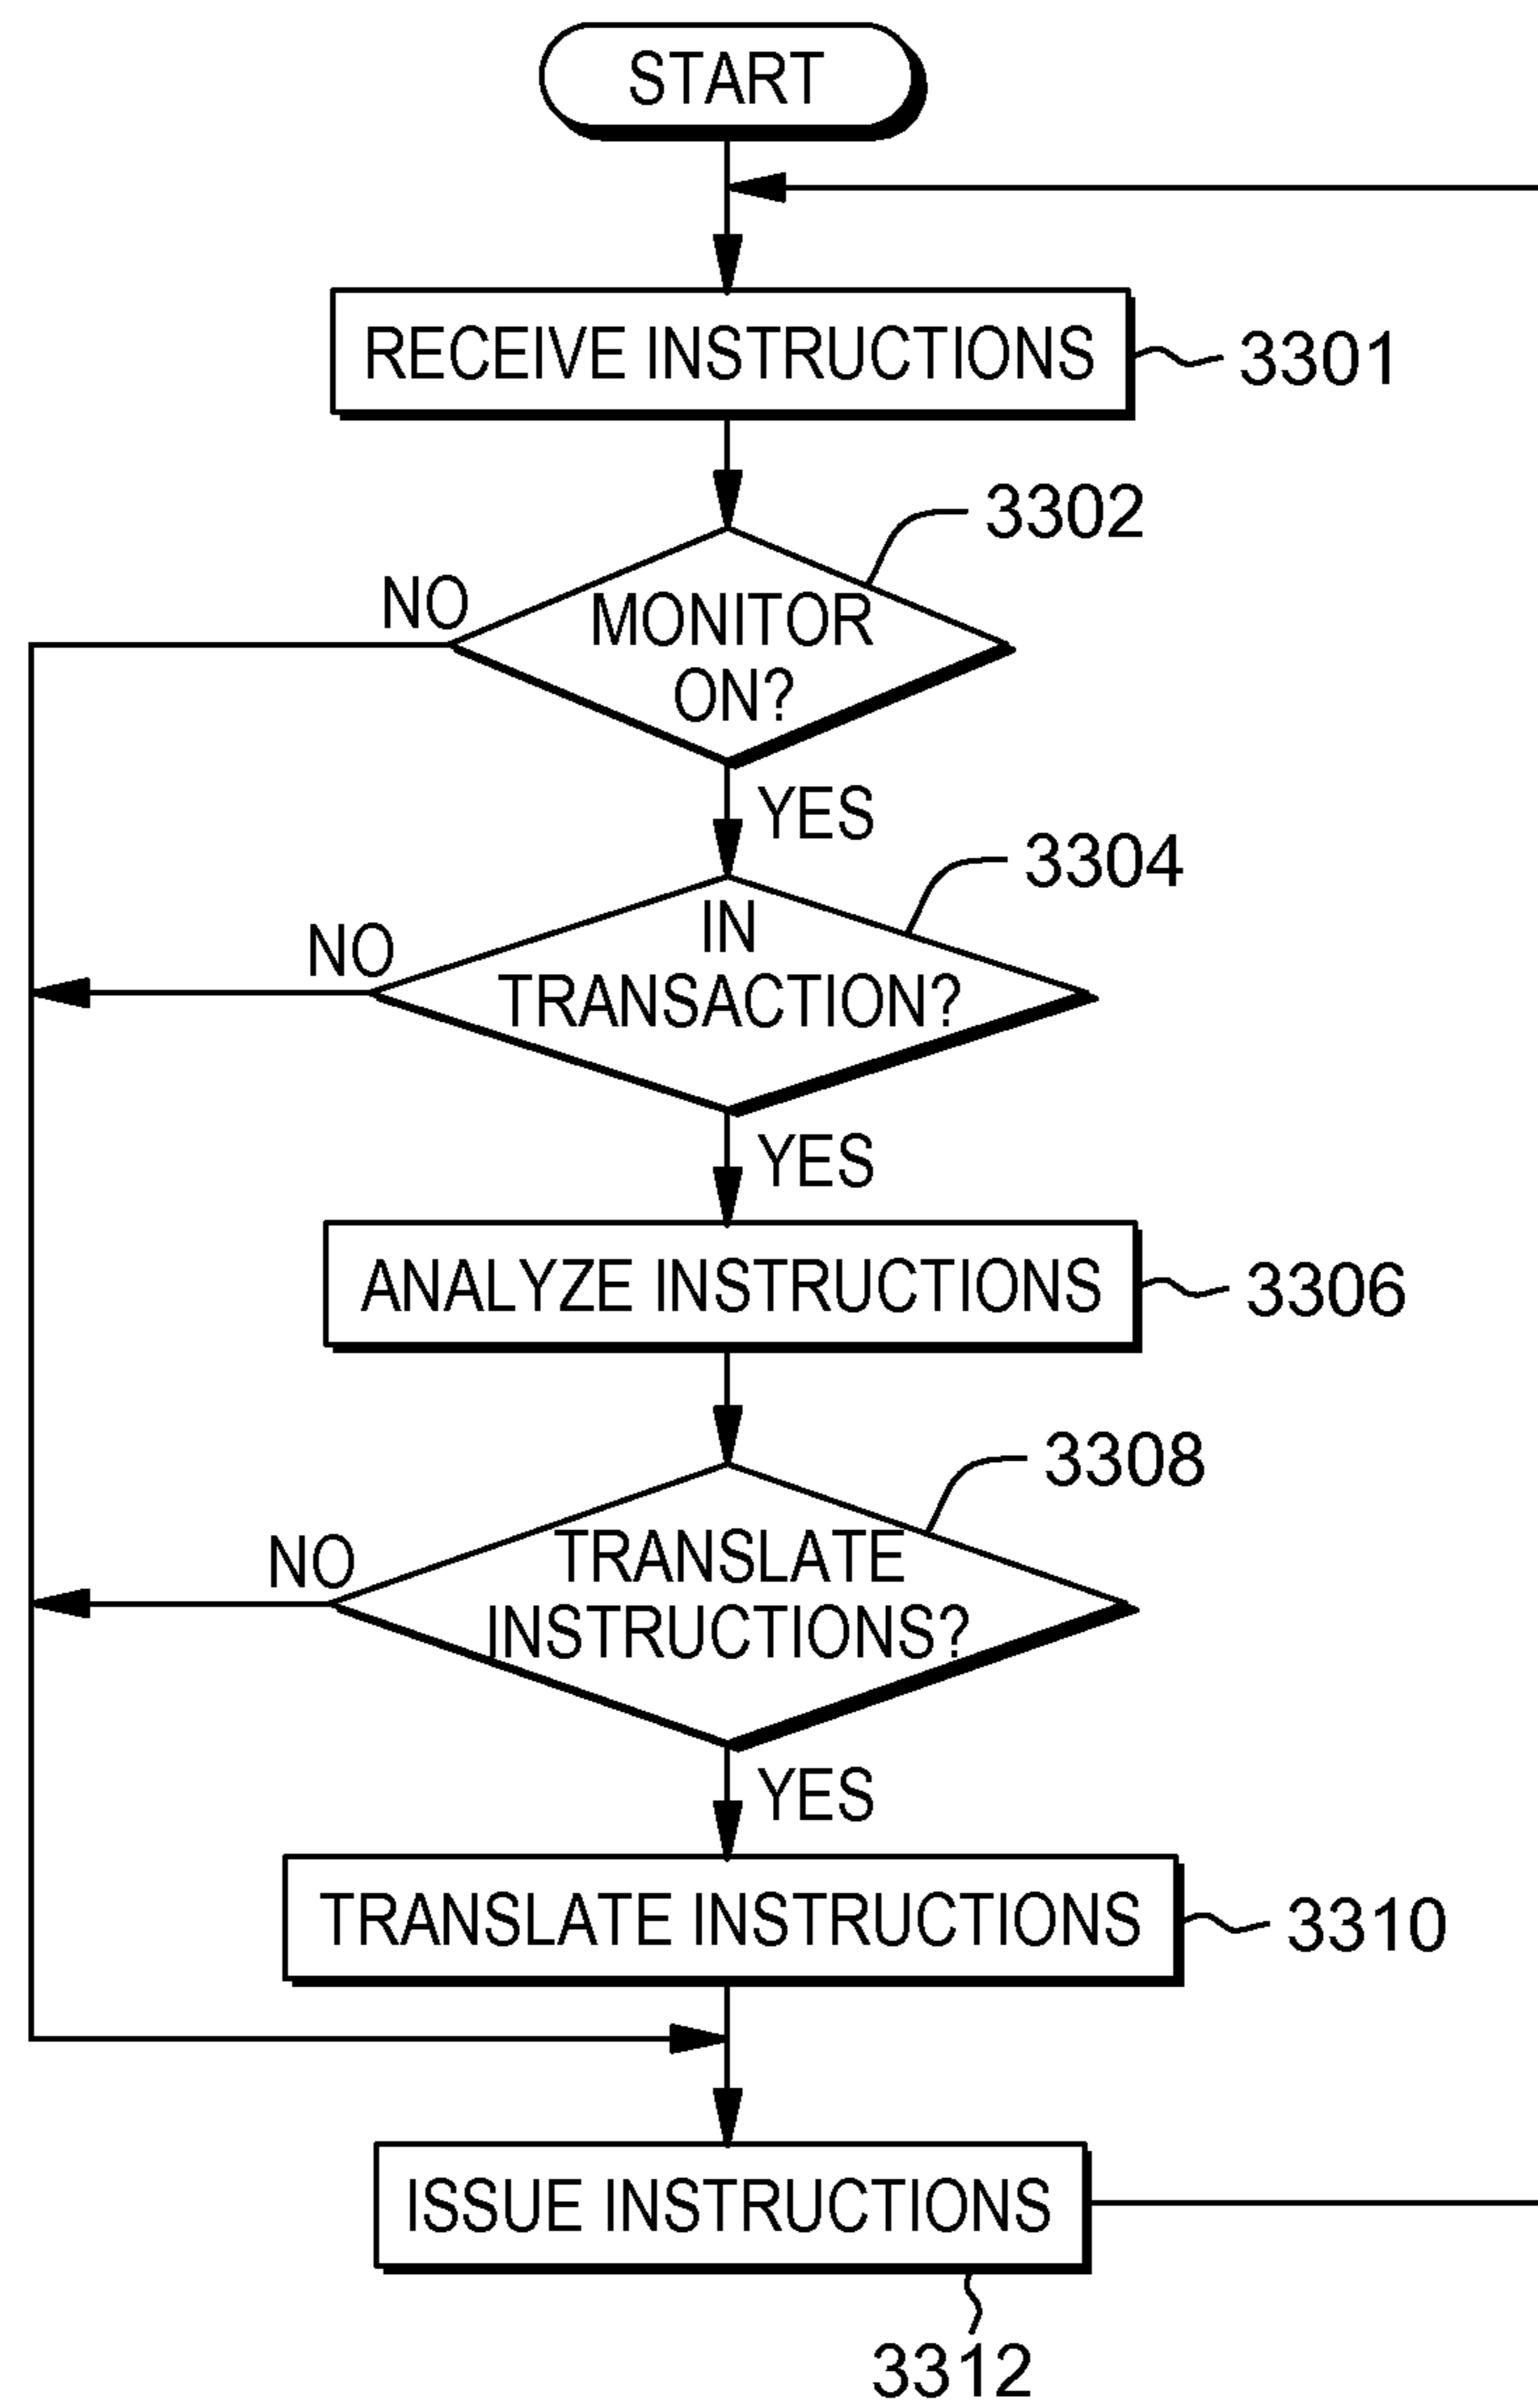 START
RECEIVE INSTRUCTIONS
3301
3302
NO
MONITOR
ON?
YES
3304
NO
IN
TRANSACTION?
YES
ANALYZE INSTRUCTIONS
3306
3308
NO
TRANSLATE
INSTRUCTIONS?
YES
TRANSLATE INSTRUCTIONS
3310
ISSUE INSTRUCTIONS
3312